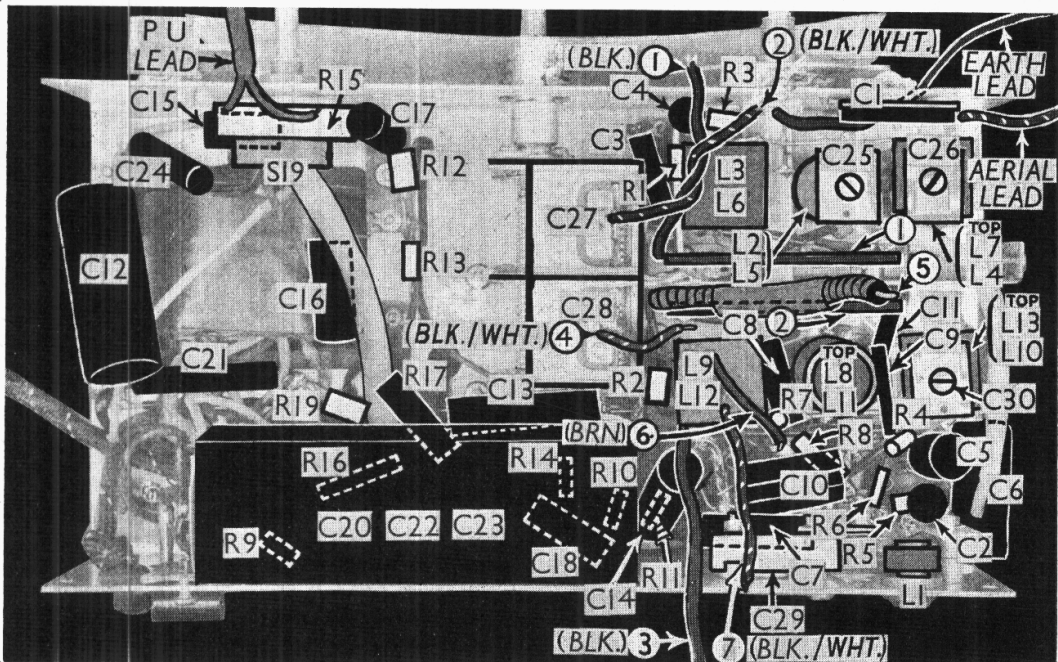 PU
LEAD
C15
R15
C17
C24
S19
R12
C12
C16
R13
C21
R19
R17
C13
(BLK.) 1
2 (BLK./WHT.)
C4
R3
C1
EARTH
LEAD
AERIAL
LEAD
C3
R1
L3
L6
C25
C26
C27
L2
L5
1
TOP
L7
L4
5
C28
(BLK./WHT.) 4
C8
2
C11
C9
TOP
L13
L10
R2
L9
L12
R7
TOP
L8
L11
C30
(BRN) 6
R8
R4
C5
C6
R16
R14
R10
C10
C20
C22
C23
R9
C18
R6
R5
C2
C14
R11
C7
L1
C29
(BLK.) 3
7 (BLK./WHT.)